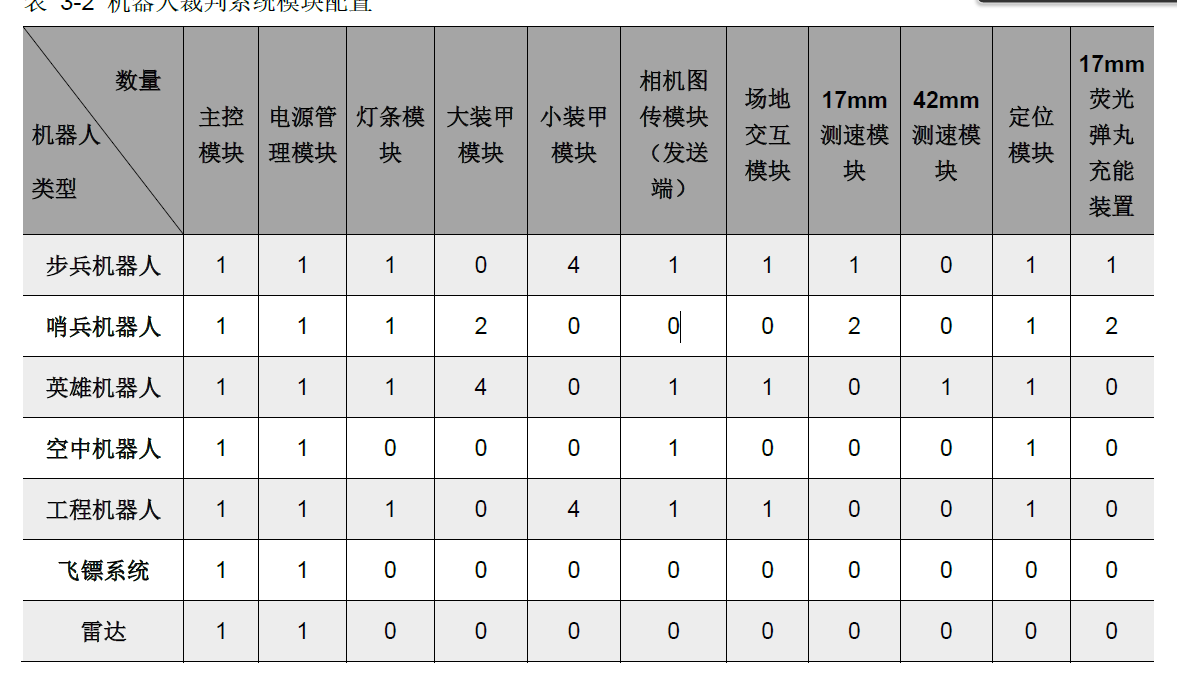 表 3-2 机器人裁判系统模块配置
数量
机器人
类型
主控
模块
电源管
理模块
灯条模
块
大装甲
模块
小装甲
模块
相机图
传模块
（发送
端）
场地
交互
模块
17mm
测速模
块
42mm
测速模
块
定位
模块
17mm
荧光
弹丸
充能
装置
步兵机器人 1 1 1 0 4 1 1 1 0 1 1
哨兵机器人 1 1 1 2 0 0 0 2 0 1 2
英雄机器人 1 1 1 4 0 1 1 0 1 1 0
空中机器人 1 1 0 0 0 1 0 0 0 1 0
工程机器人 1 1 1 0 4 1 1 0 0 1 0
飞镖系统 1 1 0 0 0 0 0 0 0 0 0
雷达 1 1 0 0 0 0 0 0 0 0 0